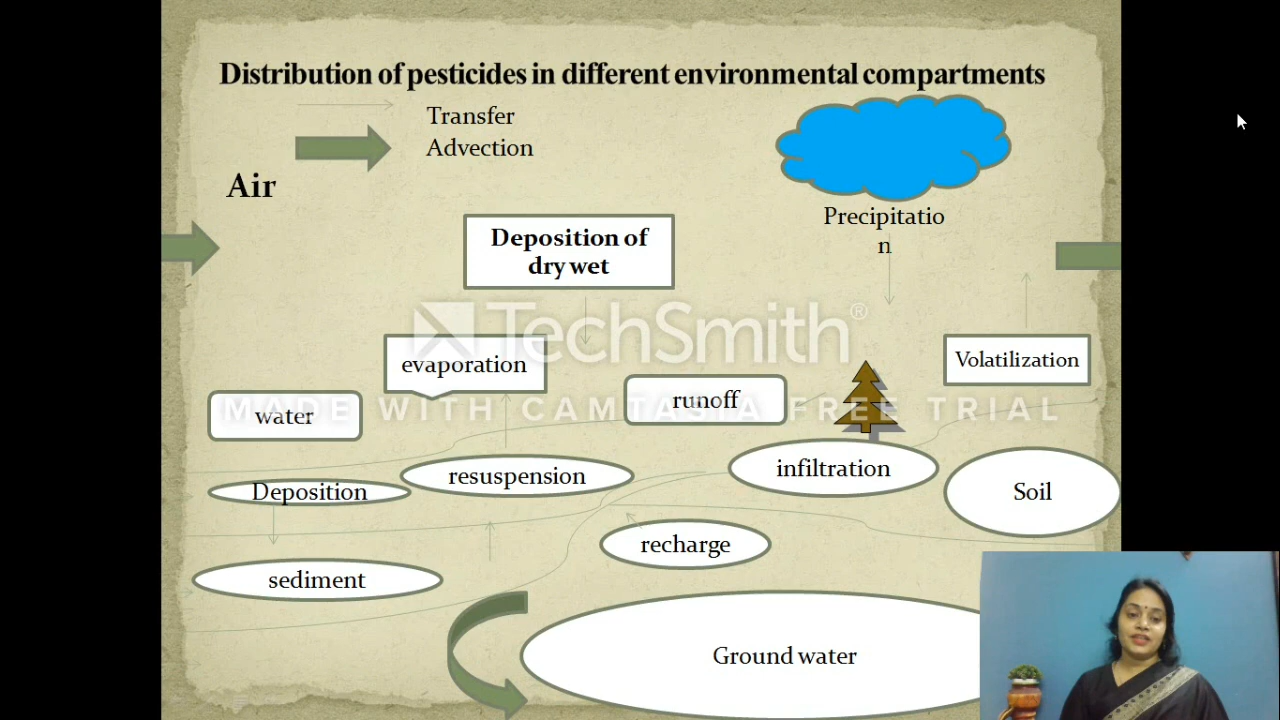 Distribution of pesticides in different environmental compartments
Transfer
Advection
Air
Precipitatio
n
Deposition of
dry wet
TechSmith®
evaporation
Volatilization
runoff
water
MADE WITH CAMTASIA FREE TRIAL
infiltration
resuspension
Deposition
Soil
recharge
sediment
Ground water